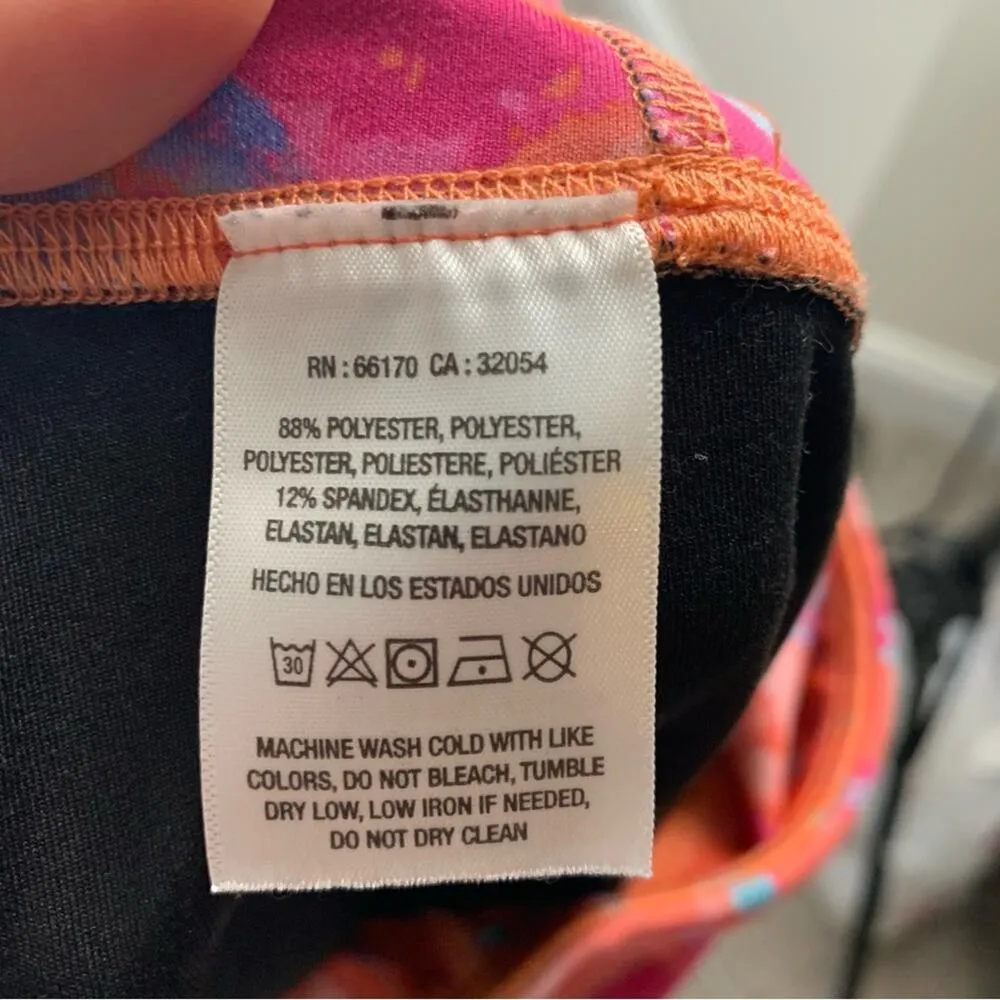 RN : 66170 CA : 32054
88% POLYESTER, POLYESTER,
POLYESTER, POLIESTERE, POLIÉSTER
12% SPANDEX, ÉLASTHANNE,
ELASTAN, ELASTAN, ELASTANO
HECHO EN LOS ESTADOS UNIDOS
30
MACHINE WASH COLD WITH LIKE
COLORS, DO NOT BLEACH, TUMBLE
DRY LOW, LOW IRON IF NEEDED,
DO NOT DRY CLEAN